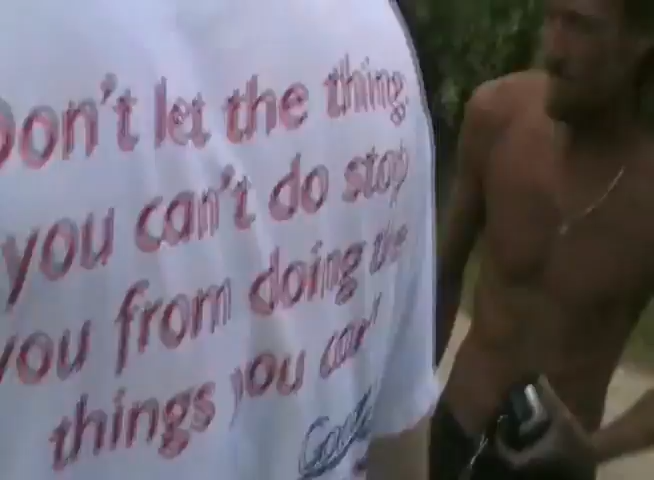 Don't let the thing
you can't do stop
you from doing the
things you can